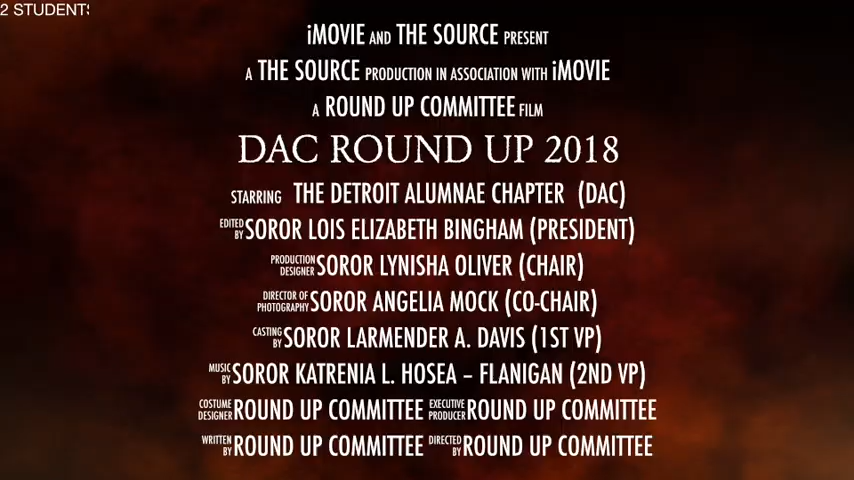 2 STUDENTS
iMOVIE AND THE SOURCE PRESENT
A THE SOURCE PRODUCTION IN ASSOCIATION WITH iMOVIE
A ROUND UP COMMITTEE FILM
DAC ROUND UP 2018
STARRING THE DETROIT ALUMNAE CHAPTER (DAC)
EDITED BY SOROR LOIS ELIZABETH BINGHAM (PRESIDENT)
PRODUCTION DESIGNER SOROR LYNISHA OLIVER (CHAIR)
DIRECTOR OF PHOTOGRAPHY SOROR ANGELIA MOCK (CO-CHAIR)
CASTING BY SOROR LARMENDER A. DAVIS (1ST VP)
MUSIC BY SOROR KATRENIA L. HOSEA – FLANIGAN (2ND VP)
COSTUME DESIGNER ROUND UP COMMITTEE EXECUTIVE PRODUCER ROUND UP COMMITTEE
WRITTEN BY ROUND UP COMMITTEE DIRECTED BY ROUND UP COMMITTEE